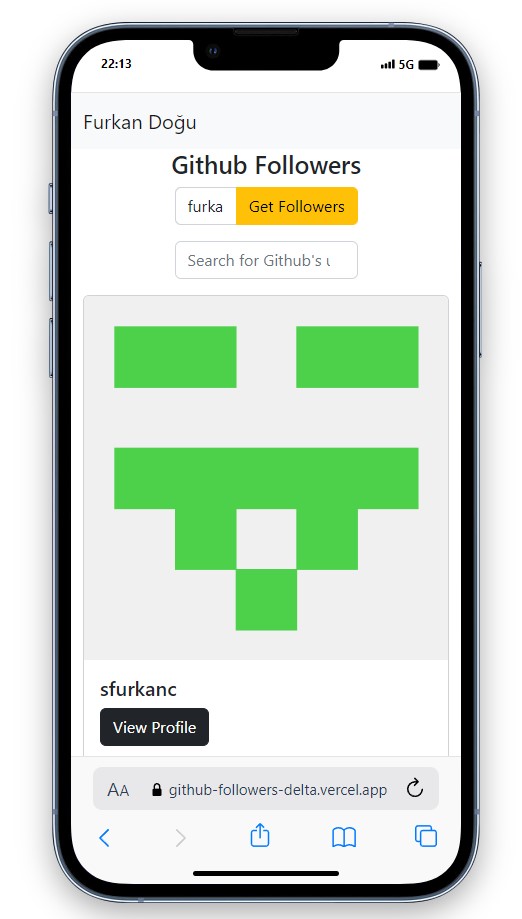 22:13
5G
Furkan Doğu
Github Followers
furka
Get Followers
Search for Github's u
sfurkanc
View Profile
AA
github-followers-delta.vercel.app